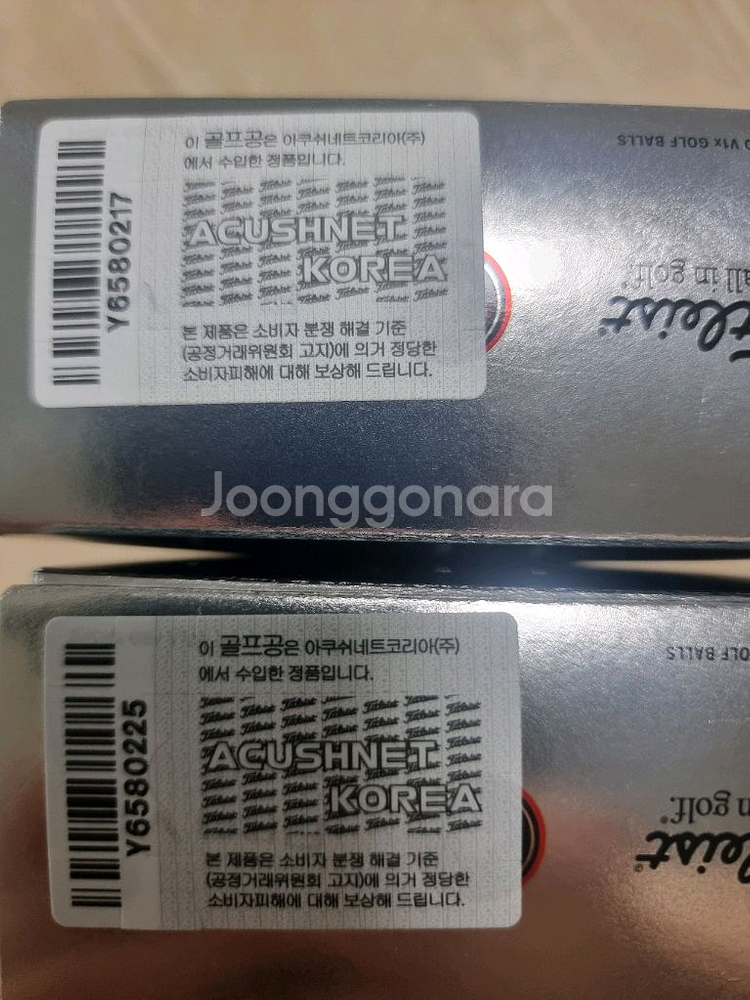 이 골프공은 아쿠쉬네트코리아(주)
에서 수입한 정품입니다.
ACUSHNET
KOREA
Y6580217
본 제품은 소비자 분쟁 해결 기준
(공정거래위원회 고지)에 의거 정당한
소비자피해에 대해 보상해 드립니다.
V1x GOLF BALLS
in golf.
Joonggonara
이 골프공은 아쿠쉬네트코리아(주)
에서 수입한 정품입니다.
ACUSHNET
KOREA
Y6580225
본 제품은 소비자 분쟁 해결 기준
(공정거래위원회 고지)에 의거 정당한
소비자피해에 대해 보상해 드립니다.
BALLS
golf.